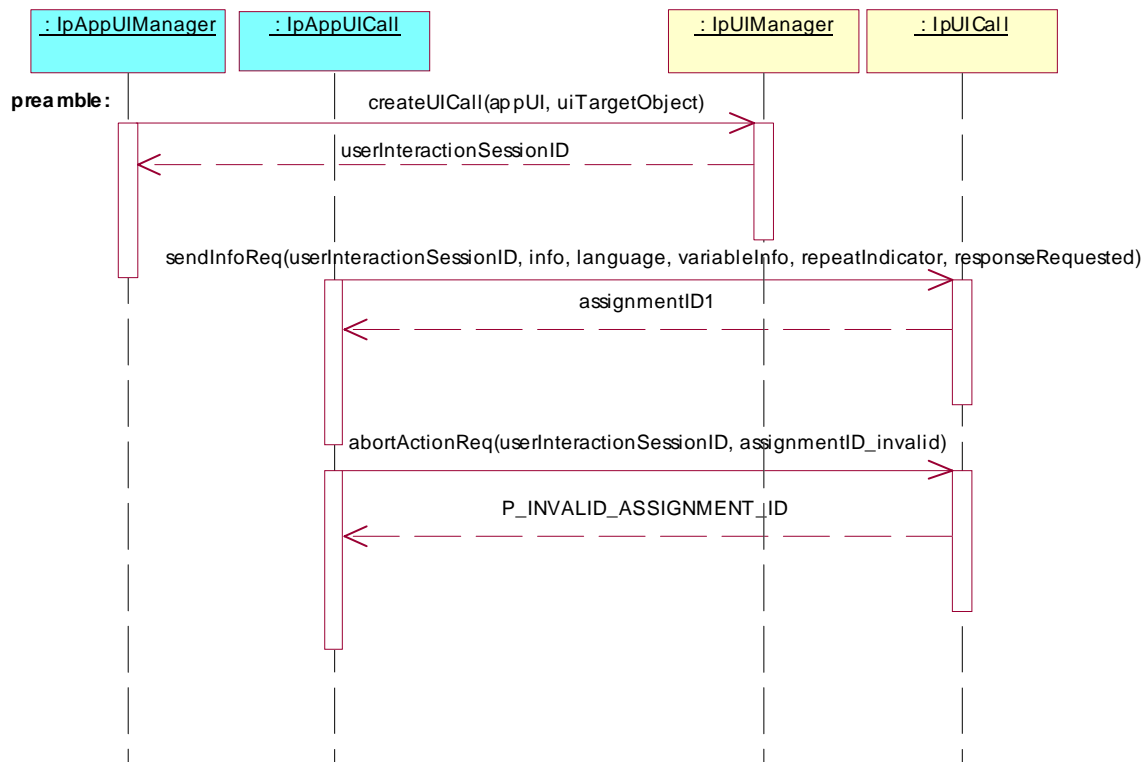 : IpAppUIManager
: IpAppUICall
: IpUIManager
: IpUICall
preamble:
createUICall(appUI, uiTargetObject)
userInteractionSessionID
sendInfoReq(userInteractionSessionID, info, language, variableInfo, repeatIndicator, responseRequested)
assignmentID1
abortActionReq(userInteractionSessionID, assignmentID_invalid)
P_INVALID_ASSIGNMENT_ID